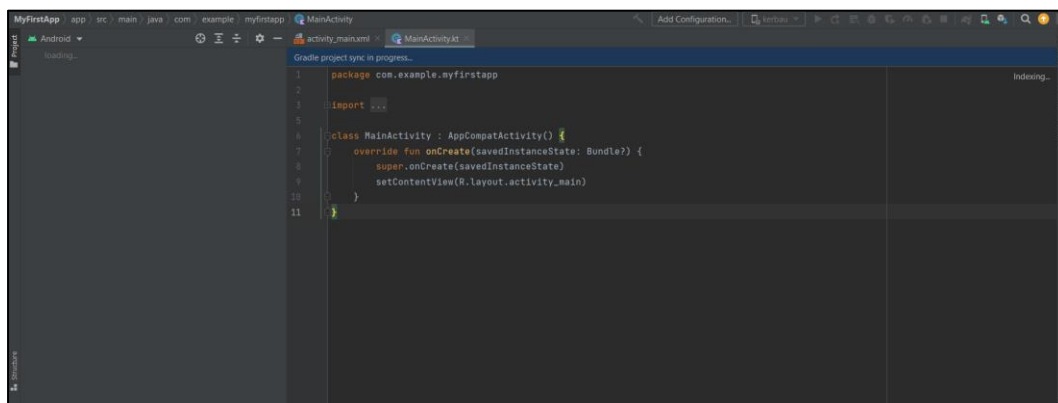 MyFirstApp app src main java com example myfirstapp MainActivity Add Configuration... kerbau
Project Android activity_main.xml MainActivity.kt
loading...
Gradle project sync in progress...
Indexing...
1 package com.example.myfirstapp
2
3 import ...
5
6 class MainActivity : AppCompatActivity() {
7 override fun onCreate(savedInstanceState: Bundle?) {
8 super.onCreate(savedInstanceState)
9 setContentView(R.layout.activity_main)
10 }
11 }
Structure